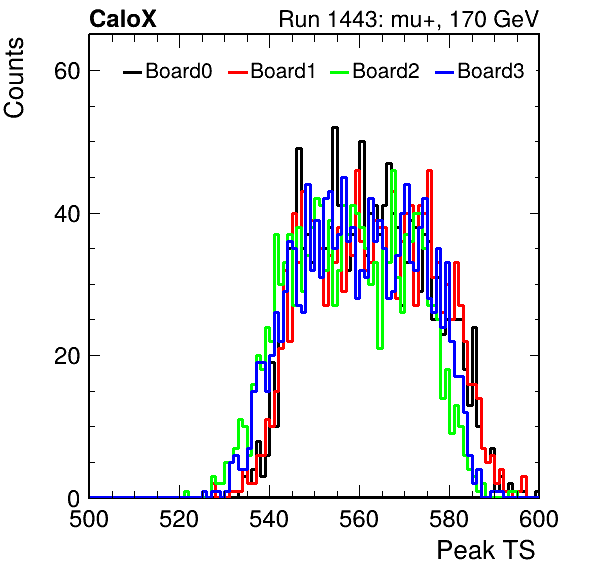 CaloX Run 1443: mu+, 170 GeV
Counts
60
Board0 Board1 Board2 Board3
40
20
0
500 520 540 560 580 600
Peak TS